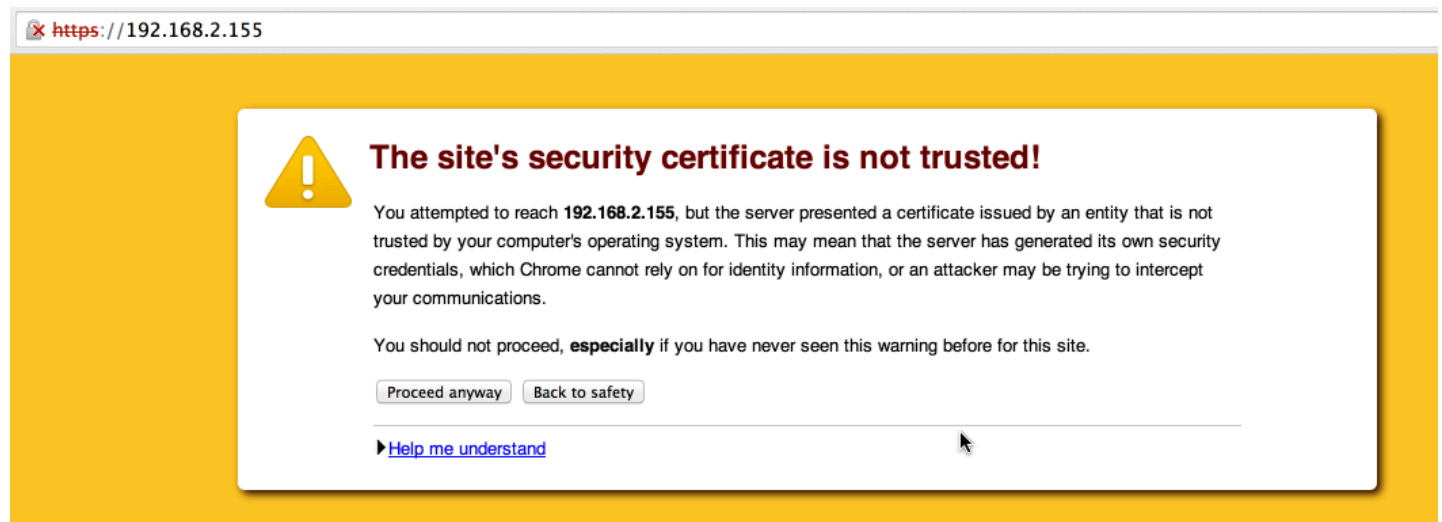 https://192.168.2.155
The site's security certificate is not trusted!
You attempted to reach 192.168.2.155, but the server presented a certificate issued by an entity that is not
trusted by your computer's operating system. This may mean that the server has generated its own security
credentials, which Chrome cannot rely on for identity information, or an attacker may be trying to intercept
your communications.
You should not proceed, especially if you have never seen this warning before for this site.
Proceed anyway Back to safety
Help me understand